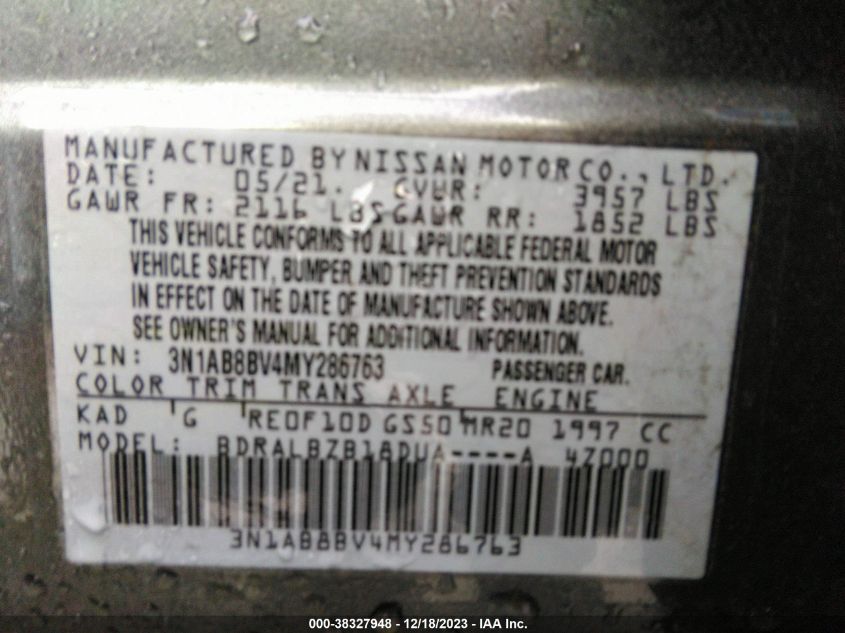 MANUFACTURED BY NISSAN MOTOR CO., LTD.
DATE: 05/21. GVWR: 3957 LBS
GAWR FR: 2116 LBS GAWR RR: 1852 LBS
THIS VEHICLE CONFORMS TO ALL APPLICABLE FEDERAL MOTOR
VEHICLE SAFETY, BUMPER AND THEFT PREVENTION STANDARDS
IN EFFECT ON THE DATE OF MANUFACTURE SHOWN ABOVE.
SEE OWNER'S MANUAL FOR ADDITIONAL INFORMATION.
VIN: 3N1AB8BV4MY286763 PASSENGER CAR.
COLOR TRIM TRANS AXLE ENGINE
KAD G RE0F10D GS50 MR20 1997 CC
MODEL: BDRALBZB18DUA----A 4Z000
3N1AB8BV4MY286763
000-38327948 - 12/18/2023 - IAA Inc.